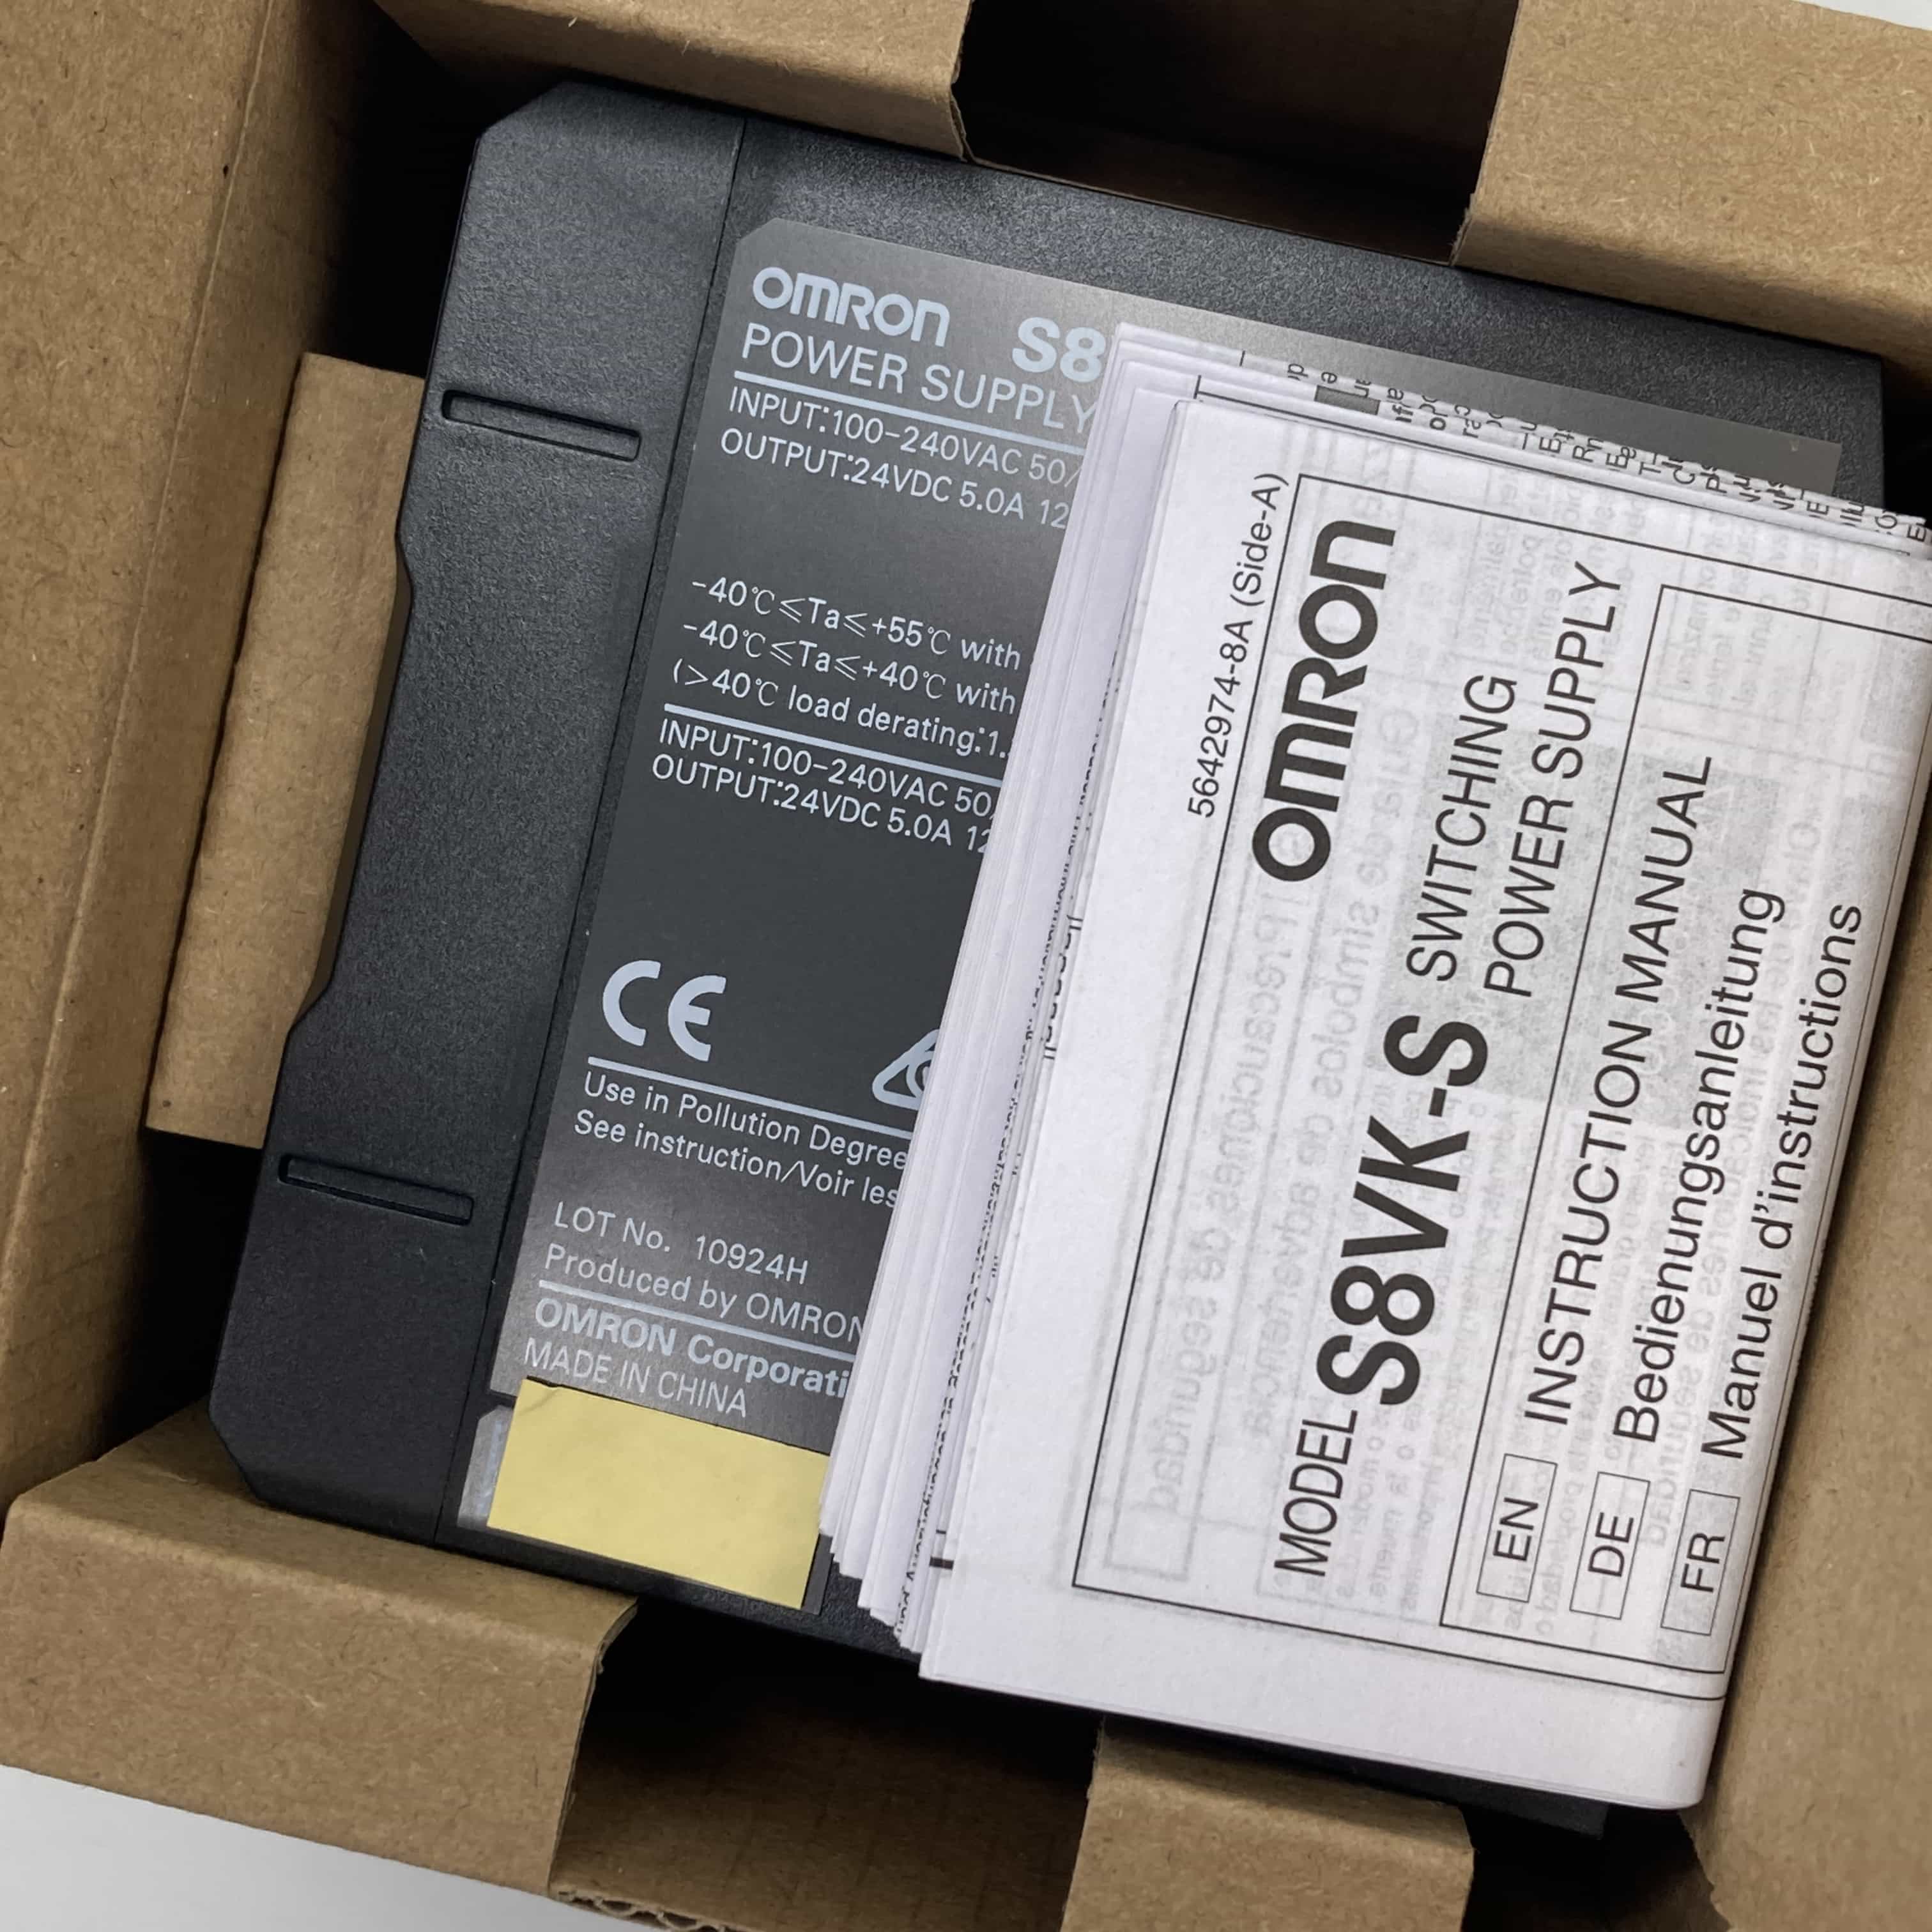 OMRON S8
POWER SUPPLY
INPUT:100-240VAC 50/
OUTPUT:24VDC 5.0A 12
-40℃≤Ta≤+55℃ with
-40℃≤Ta≤+40℃ with
(>40℃ load derating:1.
INPUT:100-240VAC 50/
OUTPUT:24VDC 5.0A 12
CE
Use in Pollution Degree
See instruction/Voir les
LOT No. 10924H
Produced by OMRON
OMRON Corporati
MADE IN CHINA
5642974-8A (Side-A)
OMRON
MODEL S8VK-S SWITCHING
POWER SUPPLY
EN INSTRUCTION MANUAL
DE Bedienungsanleitung
FR Manuel d'instructions